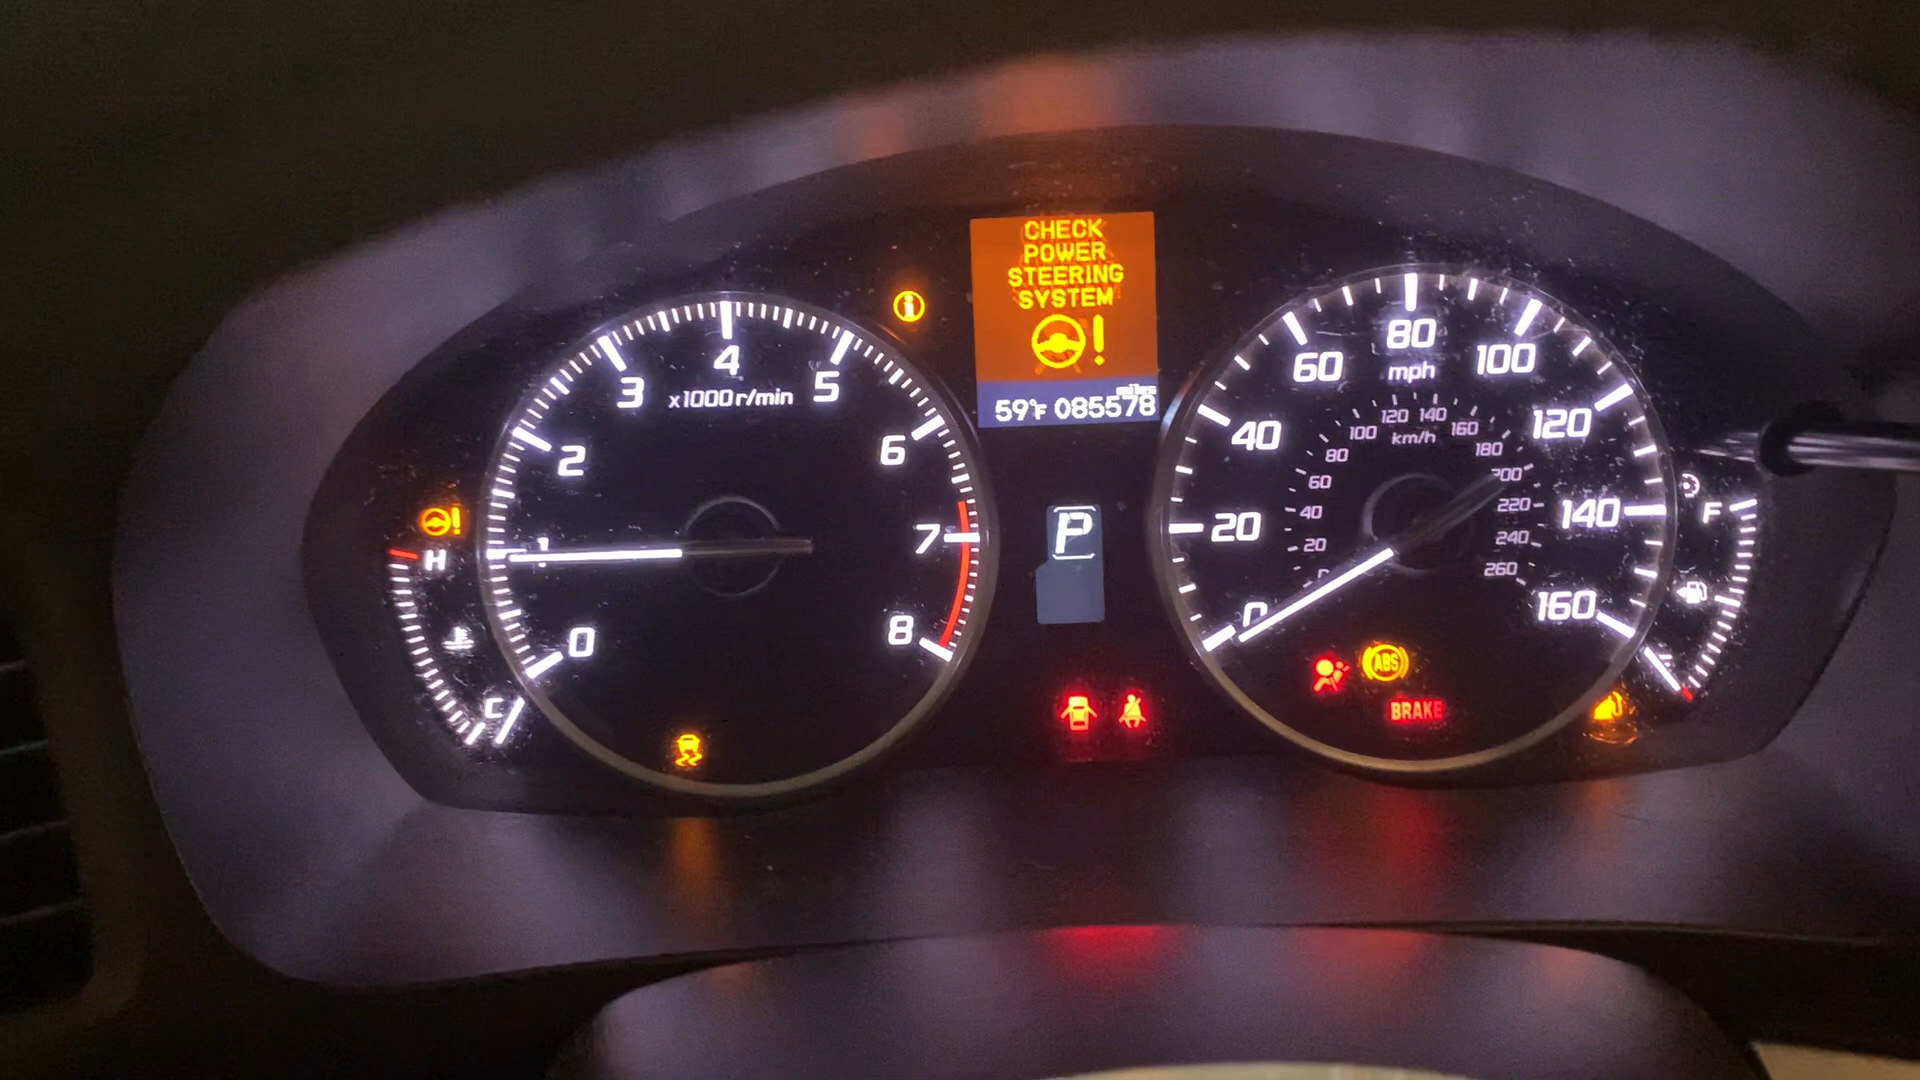 CHECK
POWER
STEERING
SYSTEM
!
miles
59°F 085578
0
1
2
3
4
5
6
7
8
x1000 r/min
H
C
P
0
20
40
60
80
100
120
140
160
mph
20
40
60
80
100
120
140
160
180
200
220
240
260
km/h
F
ABS
BRAKE